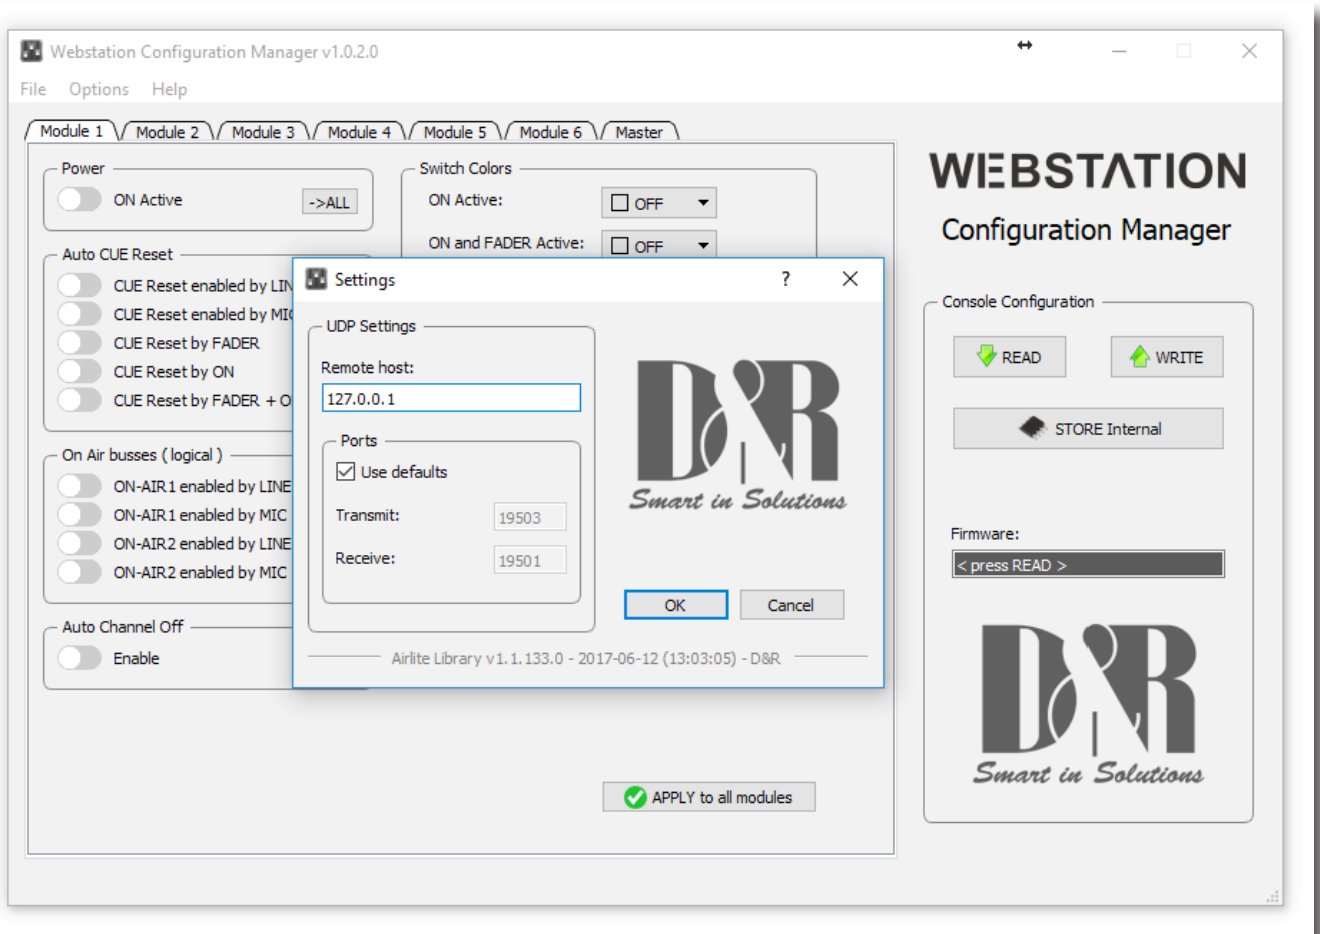 Webstation Configuration Manager v1.0.2.0
File Options Help
Module 1 Module 2 Module 3 Module 4 Module 5 Module 6 Master
Power
ON Active ->ALL
Switch Colors
ON Active: OFF
ON and FADER Active: OFF
Auto CUE Reset
CUE Reset enabled by LIN
CUE Reset enabled by MIC
CUE Reset by FADER
CUE Reset by ON
CUE Reset by FADER + O
On Air busses ( logical )
ON-AIR1 enabled by LINE
ON-AIR1 enabled by MIC
ON-AIR2 enabled by LINE
ON-AIR2 enabled by MIC
Auto Channel Off
Enable
Settings
?
UDP Settings
Remote host:
127.0.0.1
Ports
Use defaults
Transmit: 19503
Receive: 19501
D&R
Smart in Solutions
OK Cancel
Airlite Library v1.1.133.0 - 2017-06-12 (13:03:05) - D&R
APPLY to all modules
WEBSTATION
Configuration Manager
Console Configuration
READ WRITE
STORE Internal
Firmware:
< press READ >
D&R
Smart in Solutions